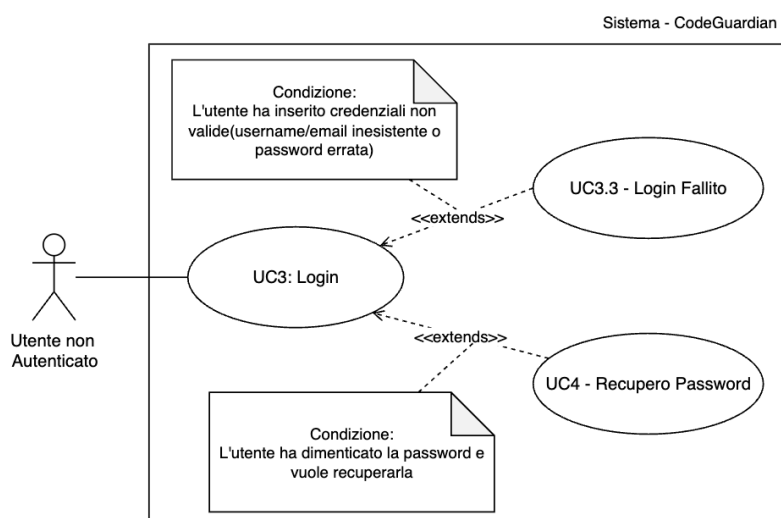 Sistema - CodeGuardian
Condizione:
L'utente ha inserito credenziali non
valide(username/email inesistente o
password errata)
UC3.3 - Login Fallito
<<extends>>
UC3: Login
Utente non
Autenticato
<<extends>>
UC4 - Recupero Password
Condizione:
L'utente ha dimenticato la password e
vuole recuperarla